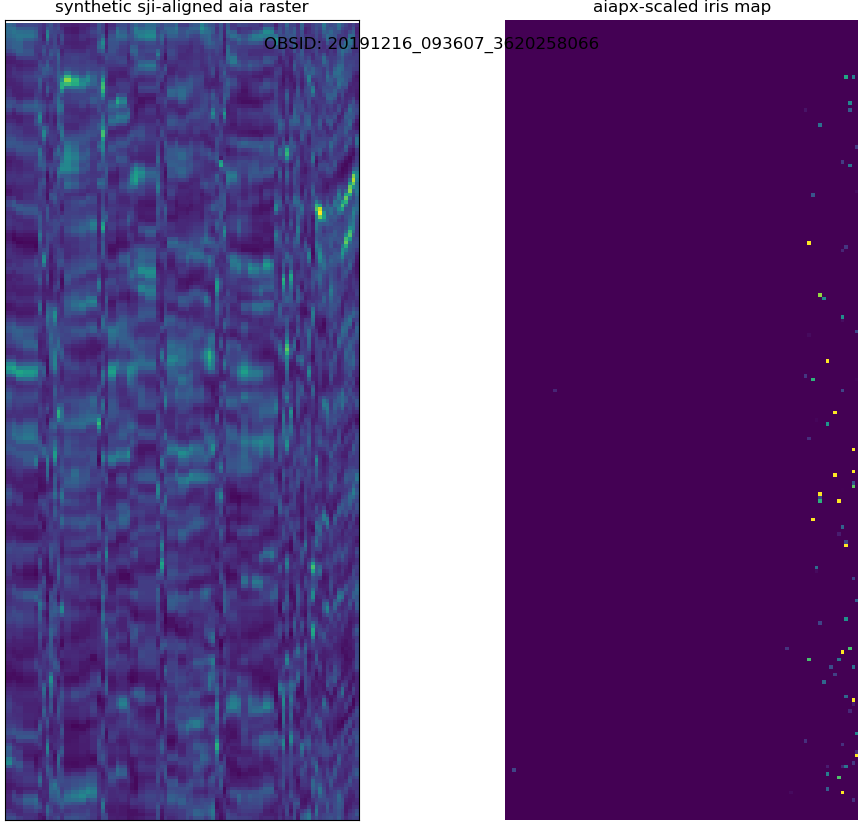 synthetic sji-aligned aia raster
aiapx-scaled iris map
OBSID: 20191216_093607_3620258066